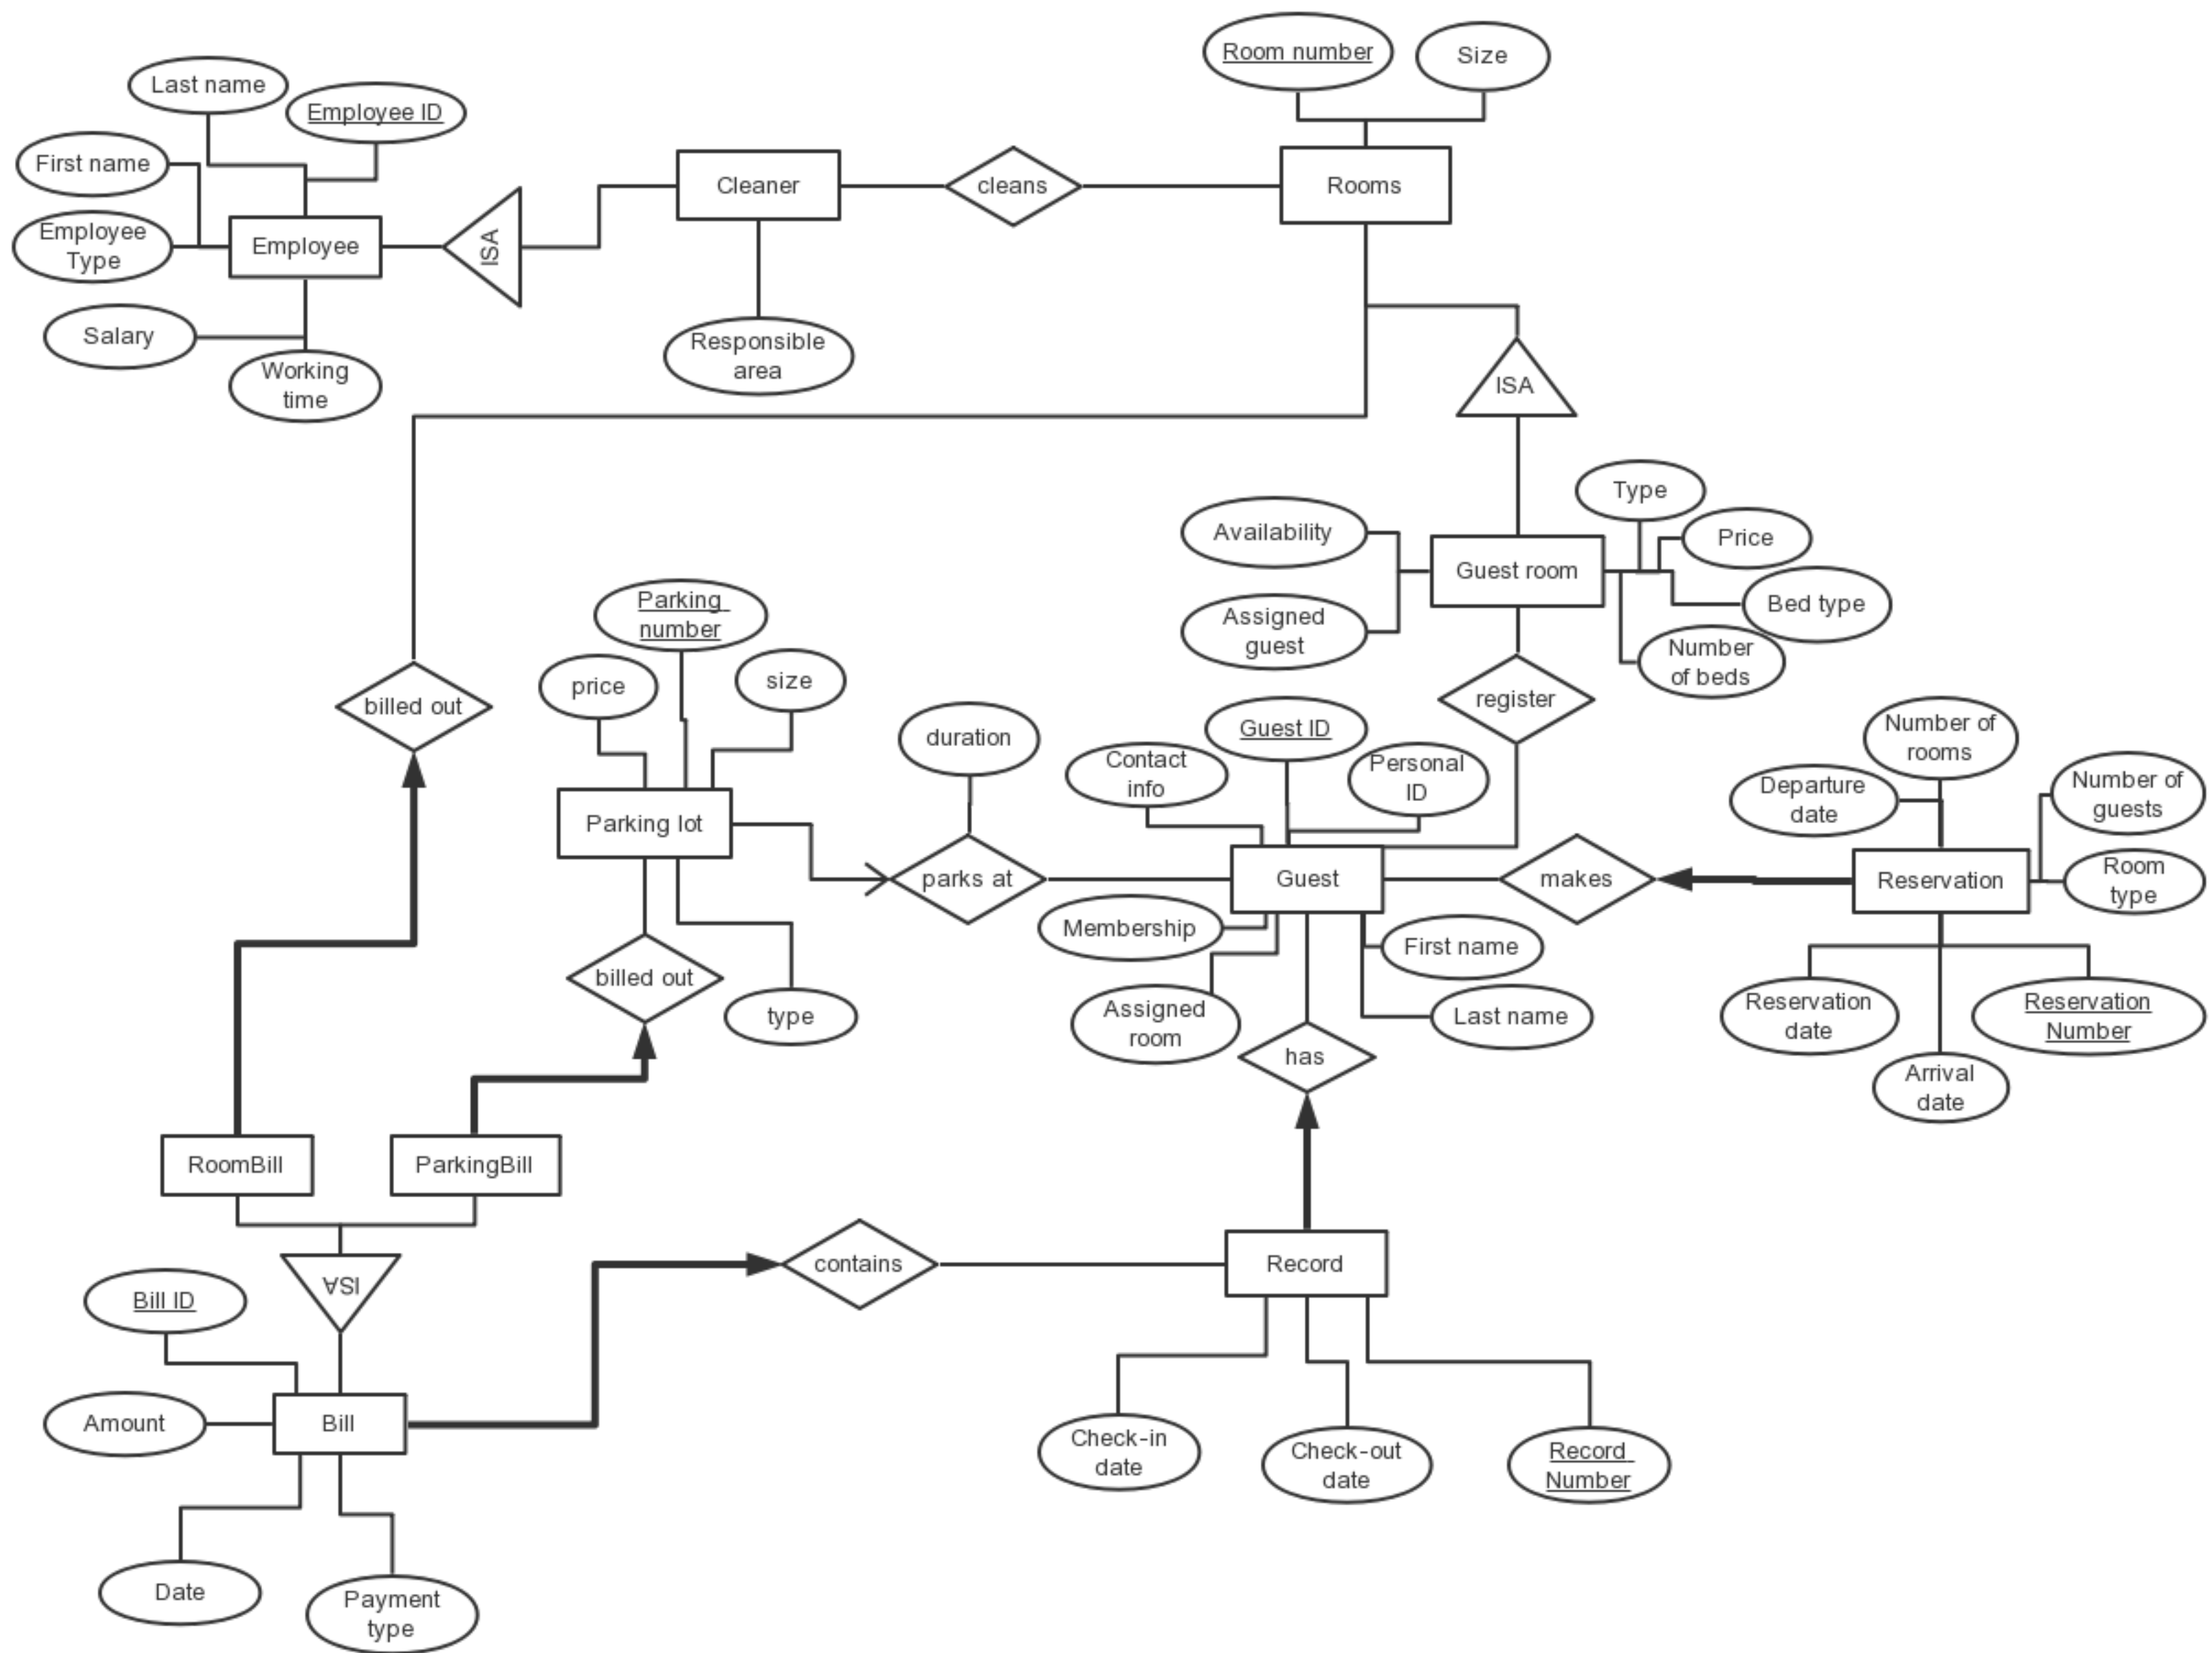 Room number
Size
Last name
Employee ID
First name
Employee
Type
Employee
ISA
Cleaner
cleans
Rooms
Salary
Working
time
Responsible
area
ISA
Type
Availability
Price
Guest room
Bed type
Assigned
guest
Number
of beds
Parking
number
price
size
billed out
register
duration
Guest ID
Contact
info
Personal
ID
Number of
rooms
Departure
date
Number of
guests
Parking lot
parks at
Guest
makes
Reservation
Room
type
Membership
First name
billed out
type
Assigned
room
Last name
has
Reservation
date
Reservation
Number
Arrival
date
RoomBill
ParkingBill
contains
Record
ISA
Bill ID
Amount
Bill
Check-in
date
Check-out
date
Record
Number
Date
Payment
type